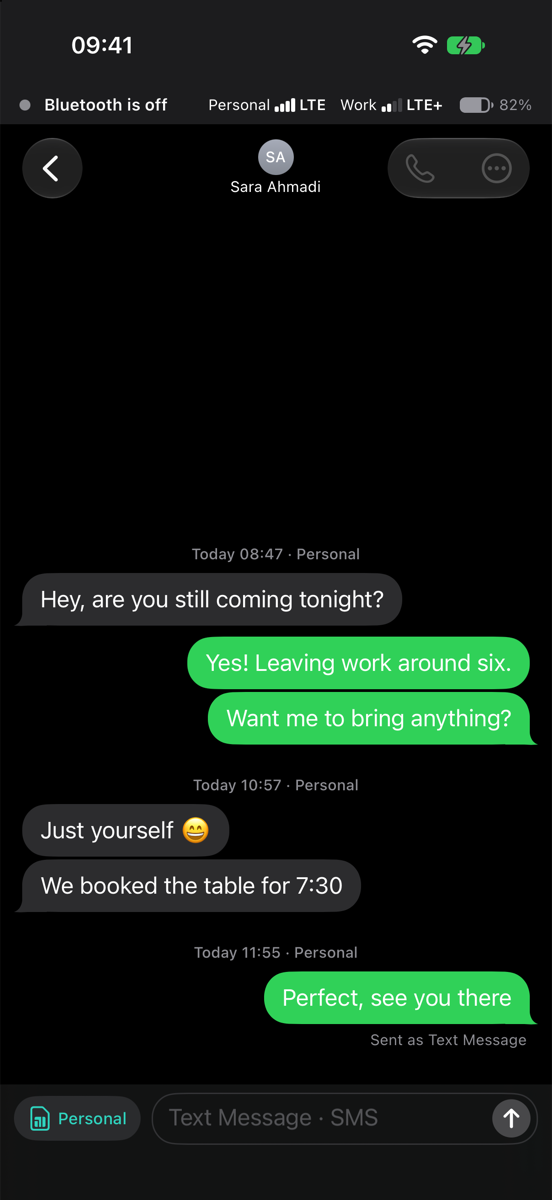 09:41
Bluetooth is off Personal LTE Work LTE+ 82%
SA
Sara Ahmadi
Today 08:47 · Personal
Hey, are you still coming tonight?
Yes! Leaving work around six.
Want me to bring anything?
Today 10:57 · Personal
Just yourself 😄
We booked the table for 7:30
Today 11:55 · Personal
Perfect, see you there
Sent as Text Message
Personal Text Message · SMS